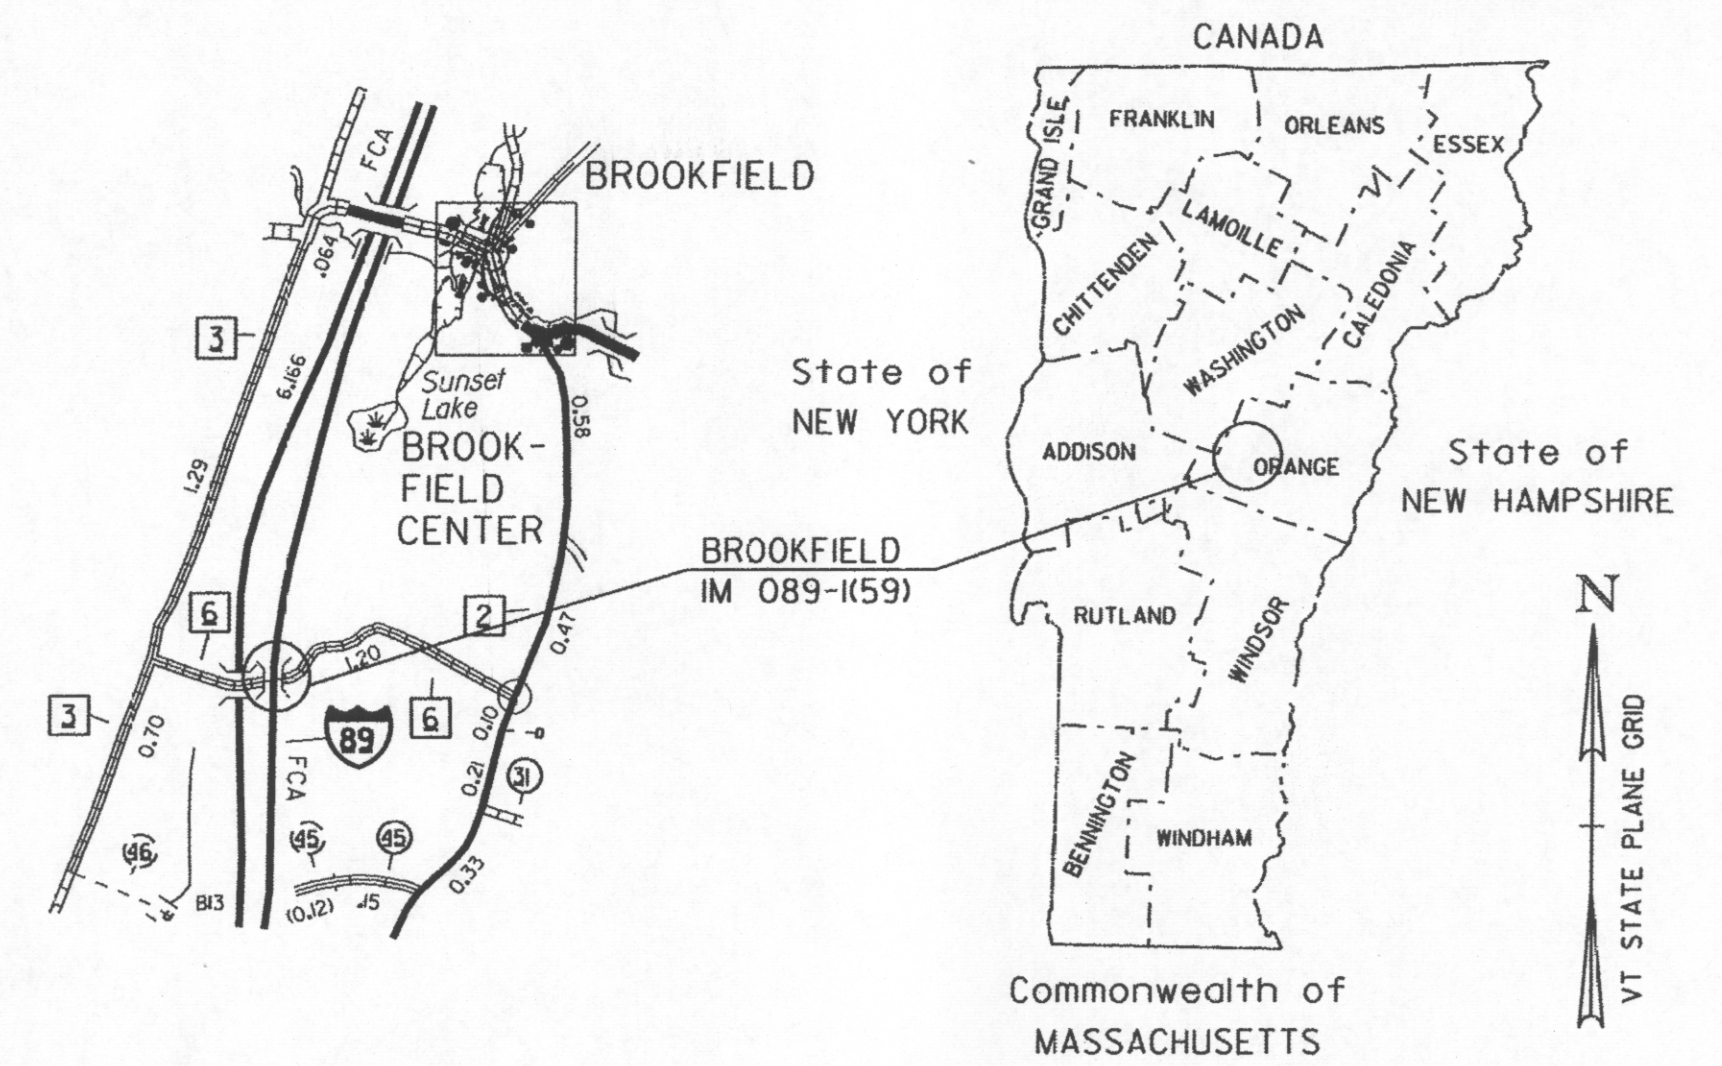 FCA
BROOKFIELD
.064
3
6.166
Sunset
Lake
0.58
BROOK-
FIELD
CENTER
1.29
6
2
0.47
1.20
3
6
0.70
89
0.10
FCA
0.21
31
46
45
45
0.33
B13
(0.12)
.15
BROOKFIELD
IM 089-1(59)
CANADA
GRAND ISLE
FRANKLIN
ORLEANS
ESSEX
LAMOILLE
CHITTENDEN
CALEDONIA
WASHINGTON
State of
NEW YORK
ADDISON
ORANGE
State of
NEW HAMPSHIRE
RUTLAND
WINDSOR
BENNINGTON
WINDHAM
Commonwealth of
MASSACHUSETTS
N
VT STATE PLANE GRID